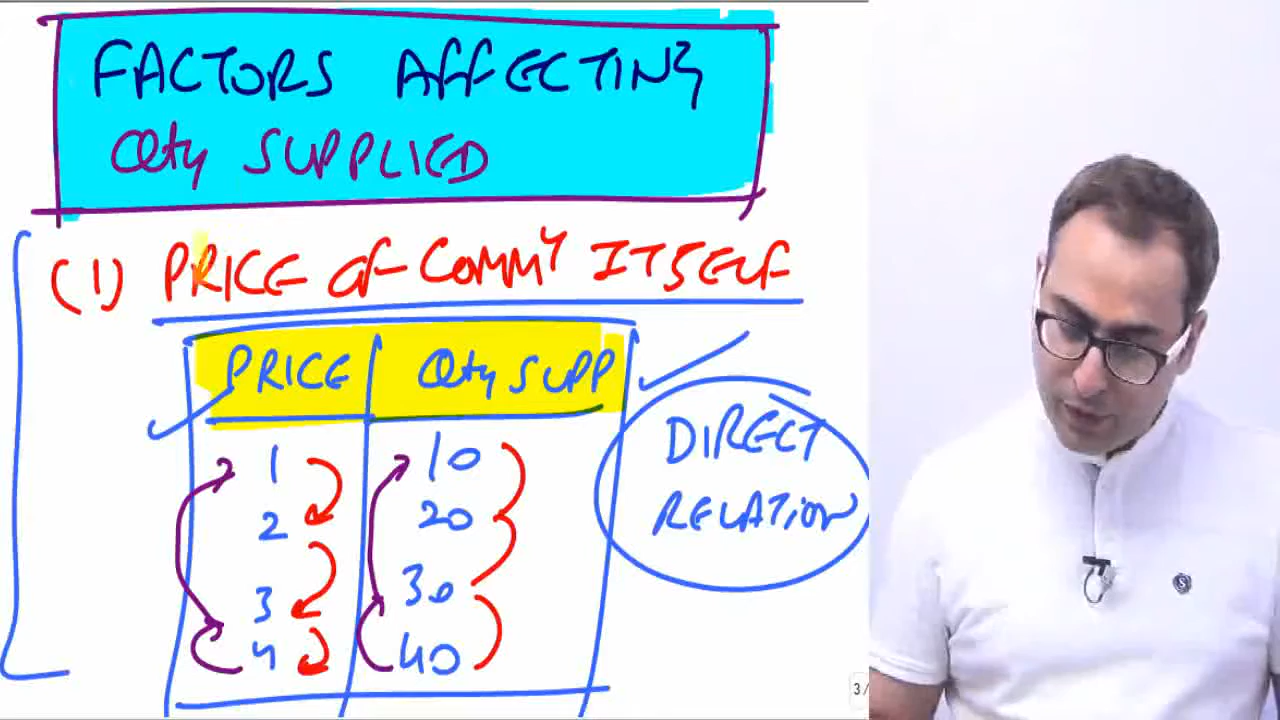 FACTORS AFFECTING
Qty SUPPLIED
(1) PRICE OF COMMY ITSELF
PRICE Qty SUPP
1 10
2 20
3 30
4 40
DIRECT
RELATION
3/
S